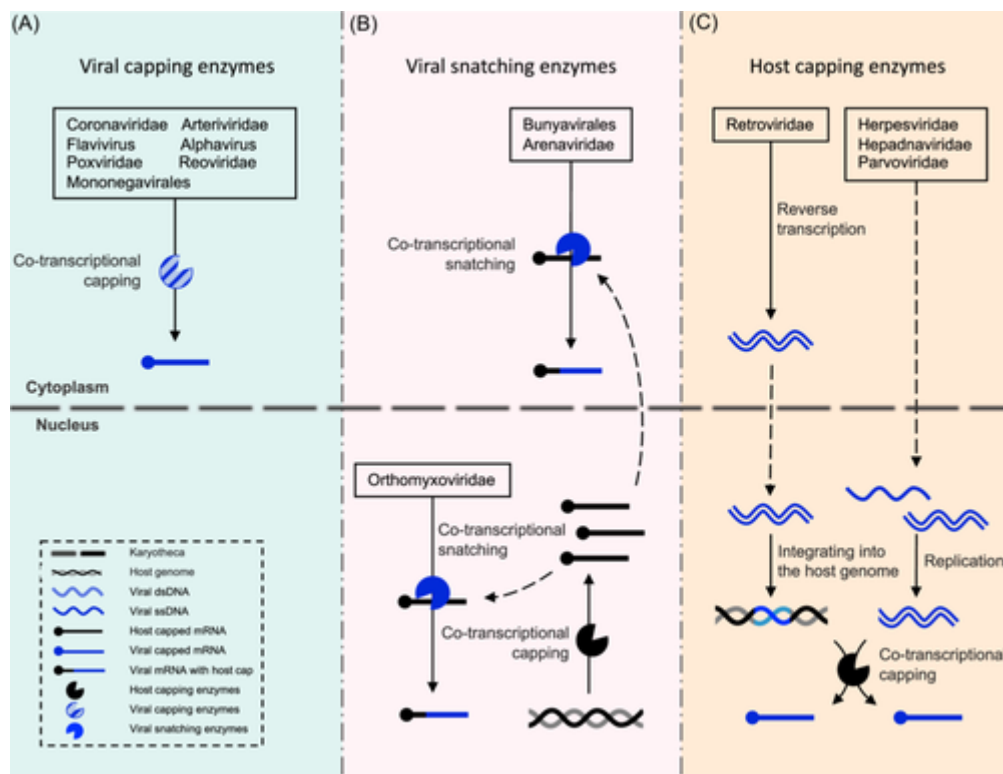 (A)
Viral capping enzymes
Coronaviridae Arteriviridae
Flavivirus Alphavirus
Poxviridae Reoviridae
Mononegavirales
Co-transcriptional
capping
Cytoplasm
Nucleus
Karyotheca
Host genome
Viral dsDNA
Viral ssDNA
Host capped mRNA
Viral capped mRNA
Viral mRNA with host cap
Host capping enzymes
Viral capping enzymes
Viral snatching enzymes
(B)
Viral snatching enzymes
Bunyavirales
Arenaviridae
Co-transcriptional
snatching
Orthomyxoviridae
Co-transcriptional
snatching
Co-transcriptional
capping
(C)
Host capping enzymes
Retroviridae
Herpesviridae
Hepadnaviridae
Parvoviridae
Reverse
transcription
Integrating into
the host genome
Replication
Co-transcriptional
capping